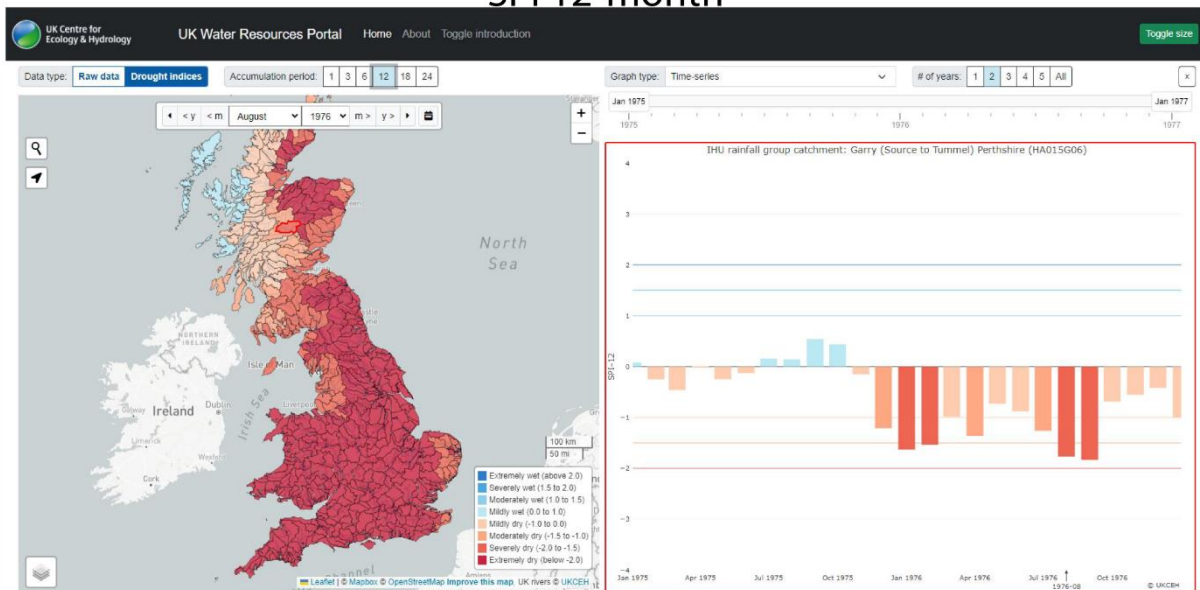 SPI 12-month
UK Centre for
Ecology & Hydrology
UK Water Resources Portal Home About Toggle introduction
Toggle size
Data type: Raw data Drought indices Accumulation period: 1 3 6 12 18 24
Graph type: Time-series # of years: 1 2 3 4 5 All x
< y < m August 1976 m > y >
+
−
Jan 1975 Jan 1977
1975 1976 1977
IHU rainfall group catchment: Garry (Source to Tummel) Perthshire (HA015G06)
4
3
2
1
0
−1
−2
−3
−4
SPI-12
Jan 1975 Apr 1975 Jul 1975 Oct 1975 Jan 1976 Apr 1976 Jul 1976 Oct 1976
1976-08
© UKCEH
North
Sea
NORTHERN
IRELAND
Isle Man
Irish Sea
Dublin
Liverpool
Galway
Ireland
Limerick
Cork
100 km
50 mi
Extremely wet (above 2.0)
Severely wet (1.5 to 2.0)
Moderately wet (1.0 to 1.5)
Mildly wet (0.0 to 1.0)
Mildly dry (-1.0 to 0.0)
Moderately dry (-1.5 to -1.0)
Severely dry (-2.0 to -1.5)
Extremely dry (below -2.0)
Leaflet | © Mapbox © OpenStreetMap Improve this map, UK rivers © UKCEH